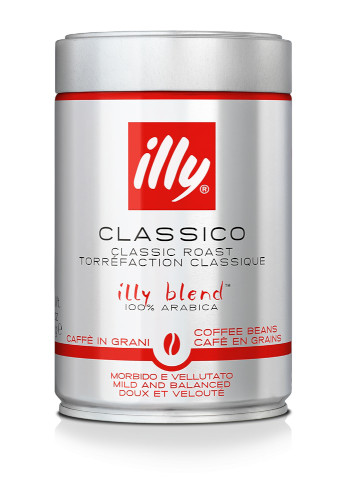 illy®
CLASSICO
CLASSIC ROAST
TORRÉFACTION CLASSIQUE
illy blend™
100% ARABICA
CAFFÈ IN GRANI
COFFEE BEANS
CAFÉ EN GRAINS
MORBIDO E VELLUTATO
MILD AND BALANCED
DOUX ET VELOUTÉ